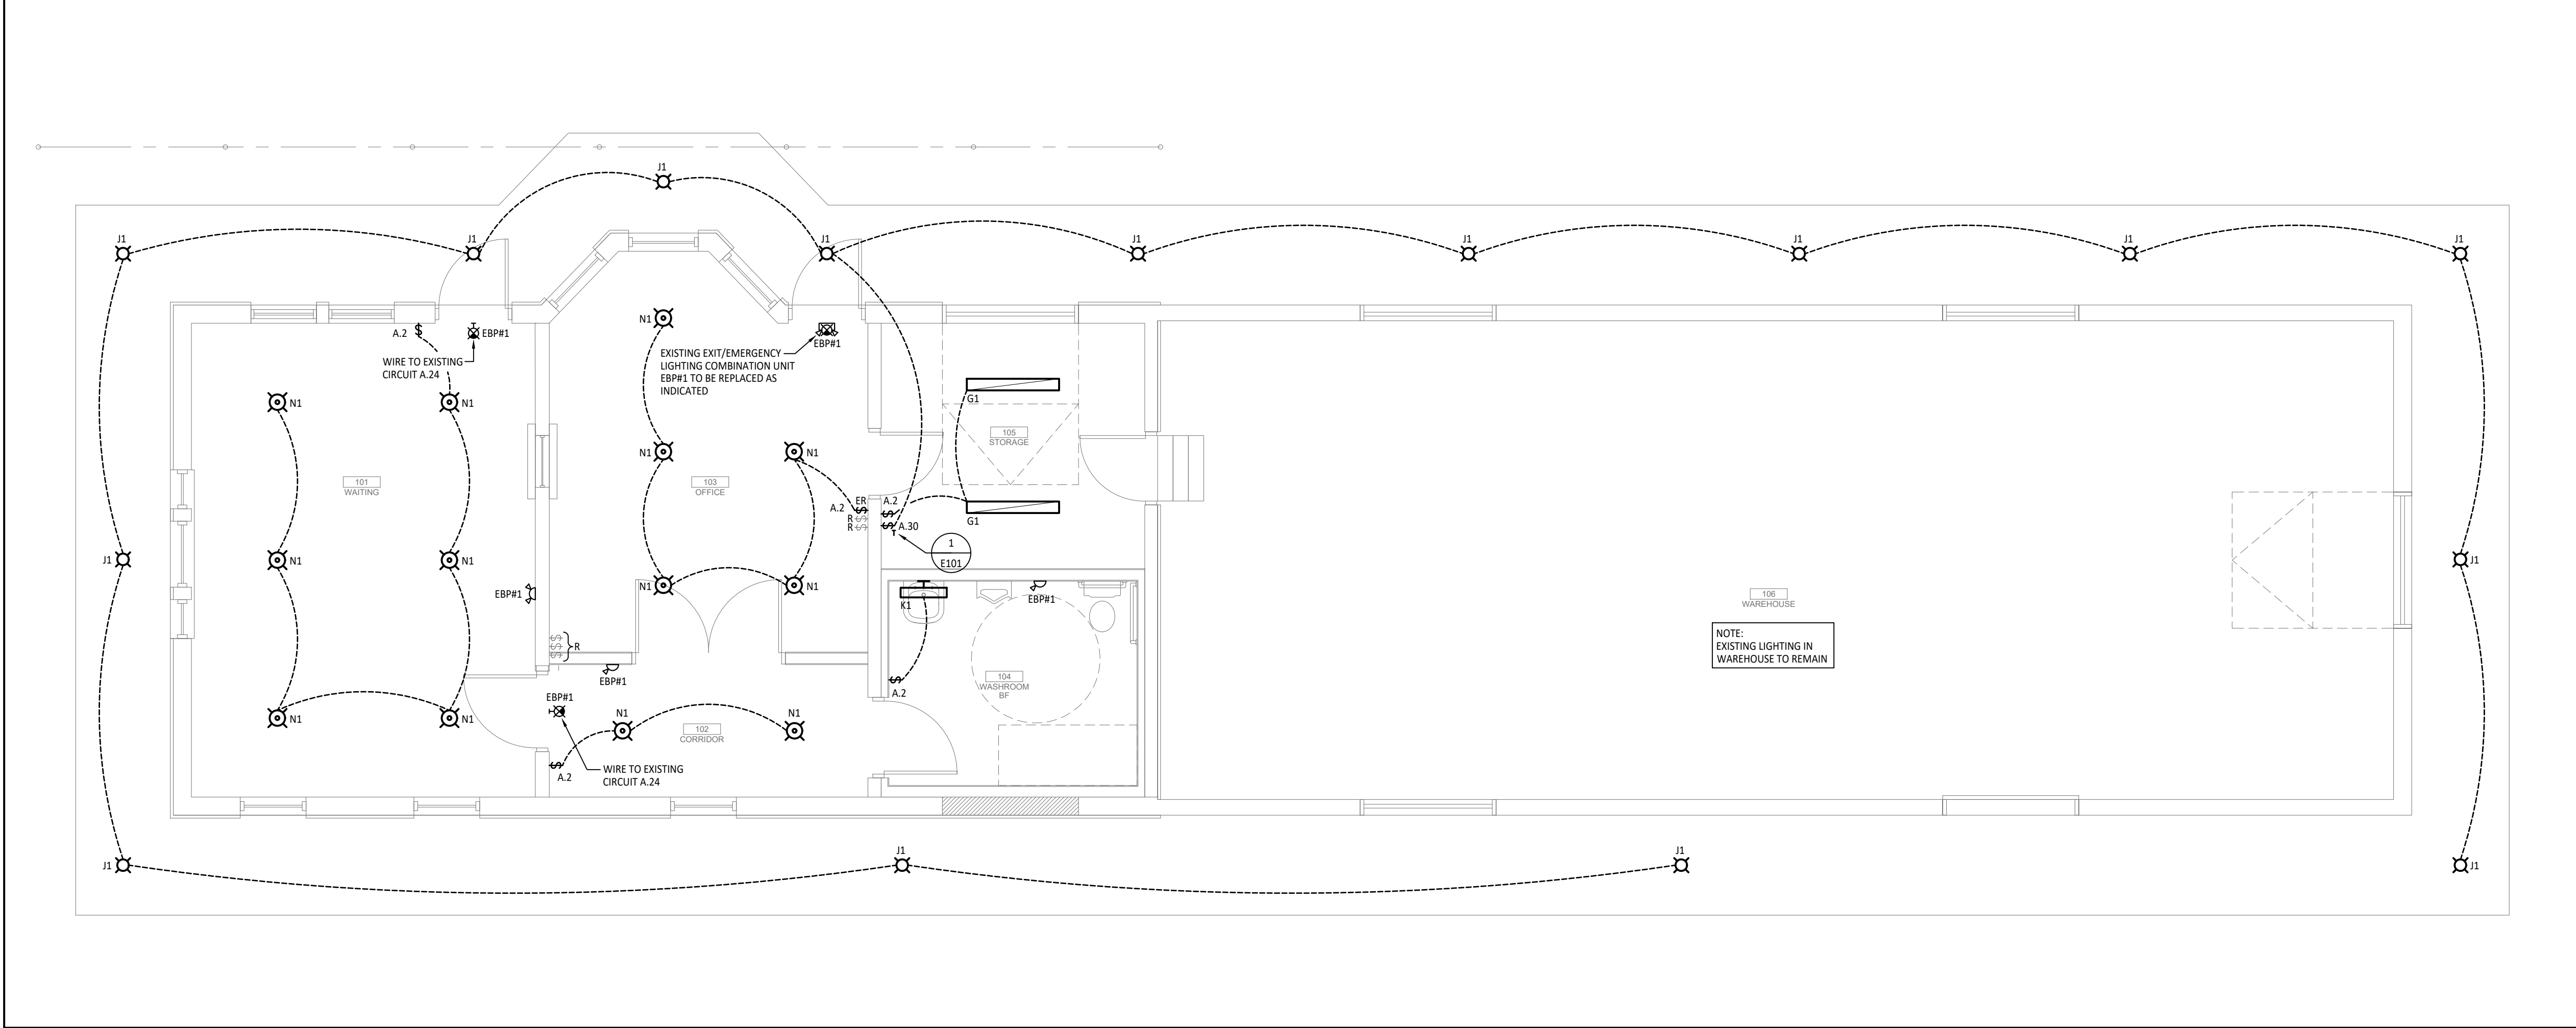 J1
J1
J1
J1
J1
J1
J1
J1
J1
N1
A.2
$
EBP#1
EBP#1
WIRE TO EXISTING
CIRCUIT A.24
EXISTING EXIT/EMERGENCY
LIGHTING COMBINATION UNIT
EBP#1 TO BE REPLACED AS
INDICATED
N1
N1
G1
105
STORAGE
N1
N1
101
WAITING
103
OFFICE
ER
A.2
A.2
R
R
$
$
$
$
$
A.30
T
G1
1
E101
J1
N1
N1
N1
N1
J1
EBP#1
K1
EBP#1
106
WAREHOUSE
NOTE:
EXISTING LIGHTING IN
WAREHOUSE TO REMAIN
$
$
$
R
EBP#1
104
WASHROOM
BF
$
A.2
EBP#1
N1
N1
N1
N1
102
CORRIDOR
$
A.2
WIRE TO EXISTING
CIRCUIT A.24
J1
J1
J1
J1